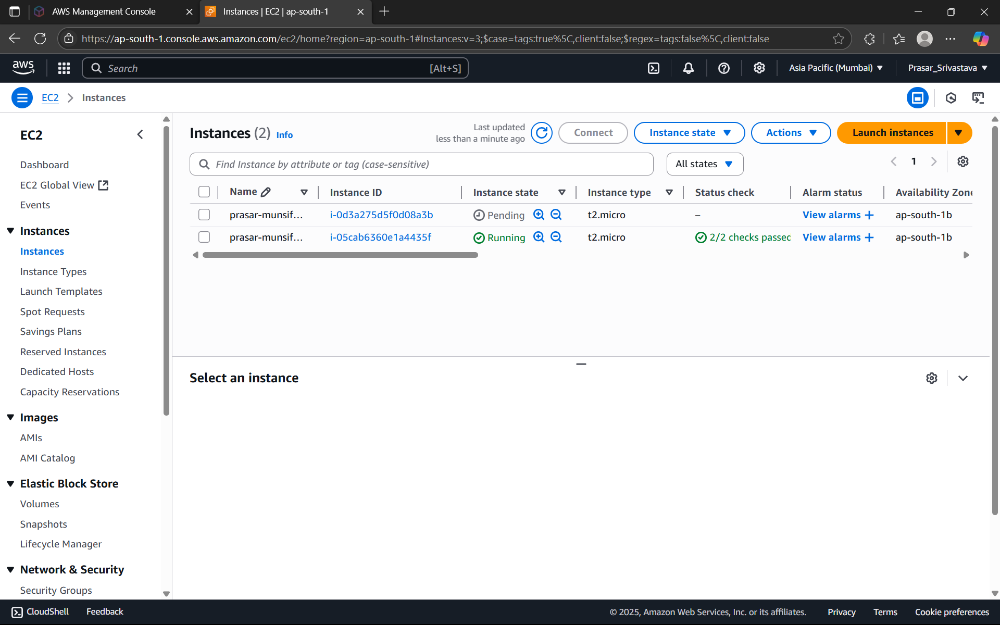 AWS Management Console
Instances | EC2 | ap-south-1
https://ap-south-1.console.aws.amazon.com/ec2/home?region=ap-south-1#Instances:v=3;$case=tags:true%5C,client:false;$regex=tags:false%5C,client:false
aws
Search [Alt+S]
Asia Pacific (Mumbai)
Prasar_Srivastava
EC2 > Instances
EC2
Dashboard
EC2 Global View
Events
Instances
Instances
Instance Types
Launch Templates
Spot Requests
Savings Plans
Reserved Instances
Dedicated Hosts
Capacity Reservations
Images
AMIs
AMI Catalog
Elastic Block Store
Volumes
Snapshots
Lifecycle Manager
Network & Security
Security Groups
Instances (2) Info
Last updated
less than a minute ago
Connect
Instance state
Actions
Launch instances
Find Instance by attribute or tag (case-sensitive)
All states
1
Name Instance ID Instance state Instance type Status check Alarm status Availability Zone
prasar-munsif... i-0d3a275d5f0d08a3b Pending t2.micro – View alarms + ap-south-1b
prasar-munsif... i-05cab6360e1a4435f Running t2.micro 2/2 checks passed View alarms + ap-south-1b
Select an instance
CloudShell Feedback © 2025, Amazon Web Services, Inc. or its affiliates. Privacy Terms Cookie preferences